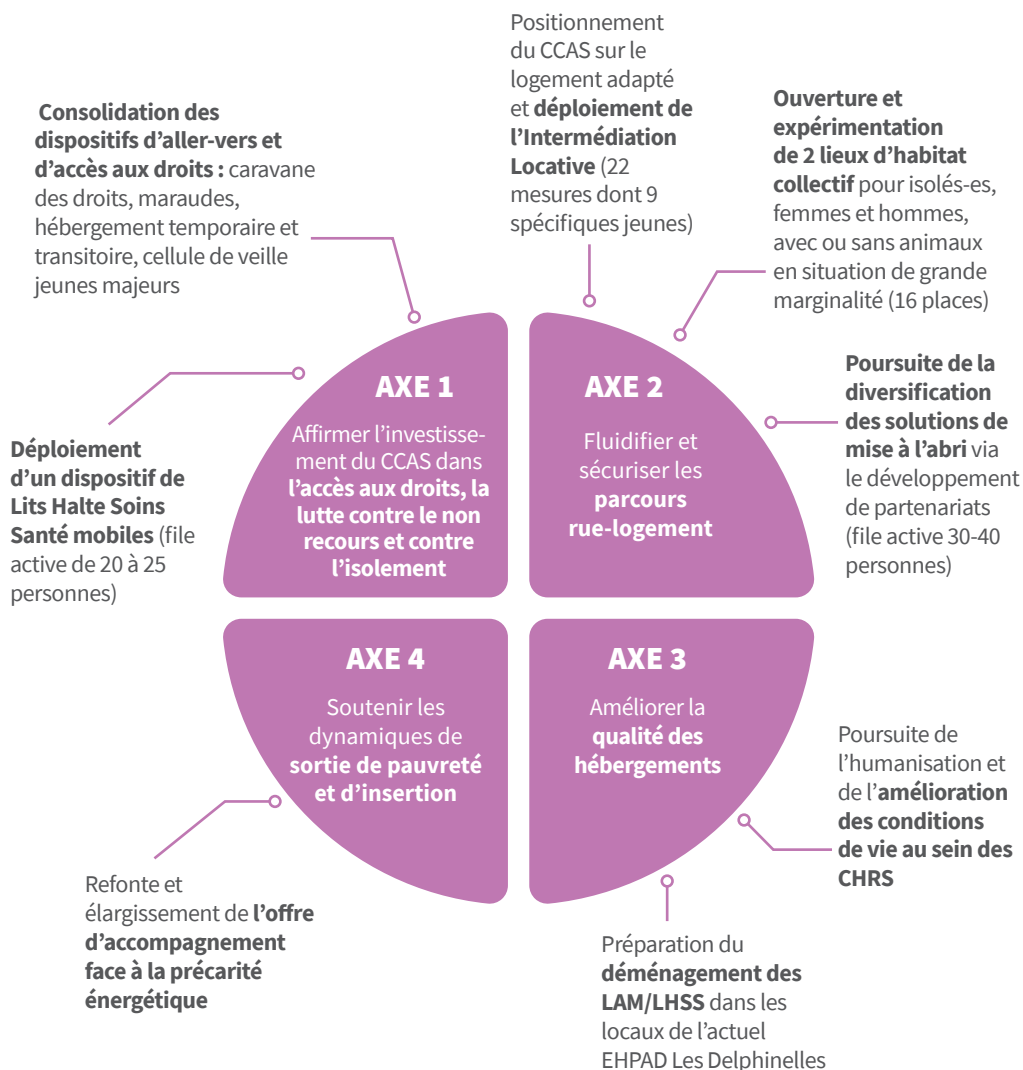 Consolidation des
dispositifs d’aller-vers et
d’accès aux droits : caravane
des droits, maraudes,
hébergement temporaire et
transitoire, cellule de veille
jeunes majeurs
Déploiement
d’un dispositif de
Lits Halte Soins
Santé mobiles (file
active de 20 à 25
personnes)
AXE 1
Affirmer l’investisse-
ment du CCAS dans
l’accès aux droits, la
lutte contre le non
recours et contre
l’isolement
Positionnement
du CCAS sur le
logement adapté
et déploiement de
l’Intermédiation
Locative (22
mesures dont 9
spécifiques jeunes)
Ouverture et
expérimentation
de 2 lieux d’habitat
collectif pour isolés-es,
femmes et hommes,
avec ou sans animaux
en situation de grande
marginalité (16 places)
Poursuite de la
diversification
des solutions de
mise à l’abri via
le développement
de partenariats
(file active 30-40
personnes)
AXE 2
Fluidifier et
sécuriser les
parcours
rue-logement
AXE 4
Soutenir les
dynamiques de
sortie de pauvreté
et d’insertion
Refonte et
élargissement de l’offre
d’accompagnement
face à la précarité
énergétique
AXE 3
Améliorer la
qualité des
hébergements
Poursuite de
l’humanisation et
de l’amélioration
des conditions
de vie au sein des
CHRS
Préparation du
déménagement des
LAM/LHSS dans les
locaux de l’actuel
EHPAD Les Delphinelles